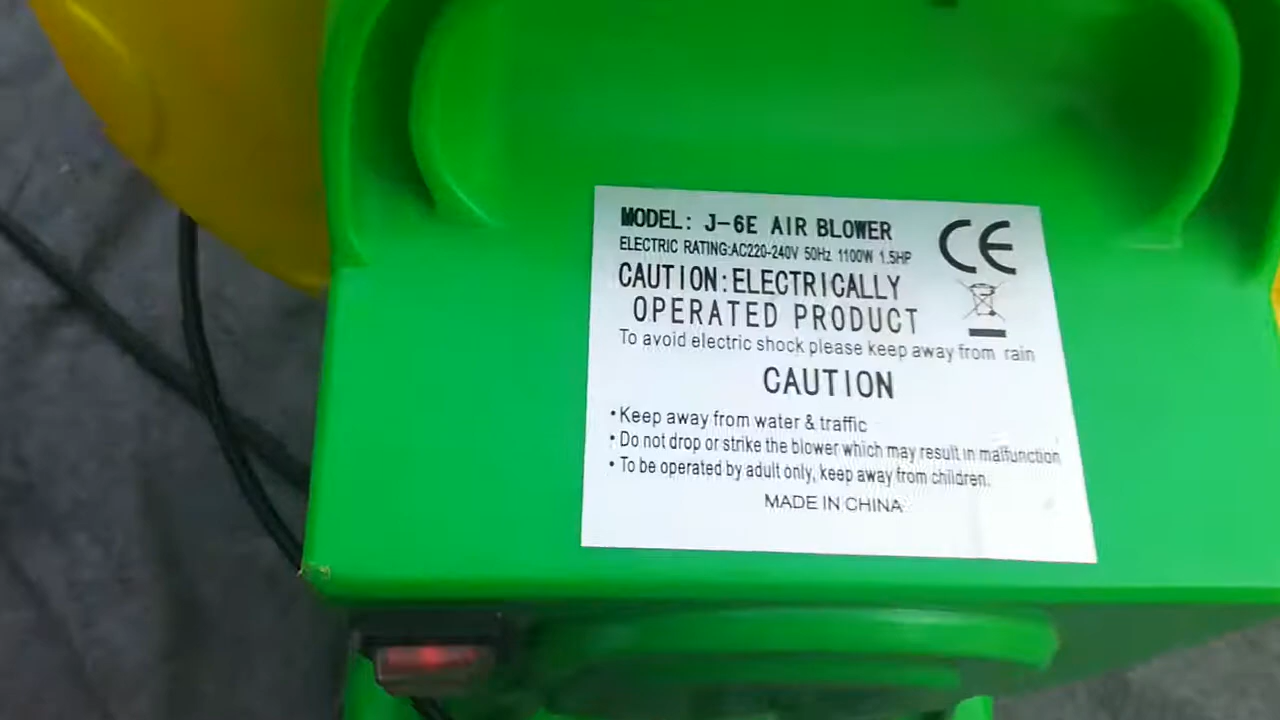 MODEL: J-6E AIR BLOWER
ELECTRIC RATING:AC220-240V 50Hz 1100W 1.5HP
CE
CAUTION:ELECTRICALLY
OPERATED PRODUCT
To avoid electric shock please keep away from rain
CAUTION
•Keep away from water & traffic
•Do not drop or strike the blower which may result in malfunction
•To be operated by adult only, keep away from children.
MADE IN CHINA